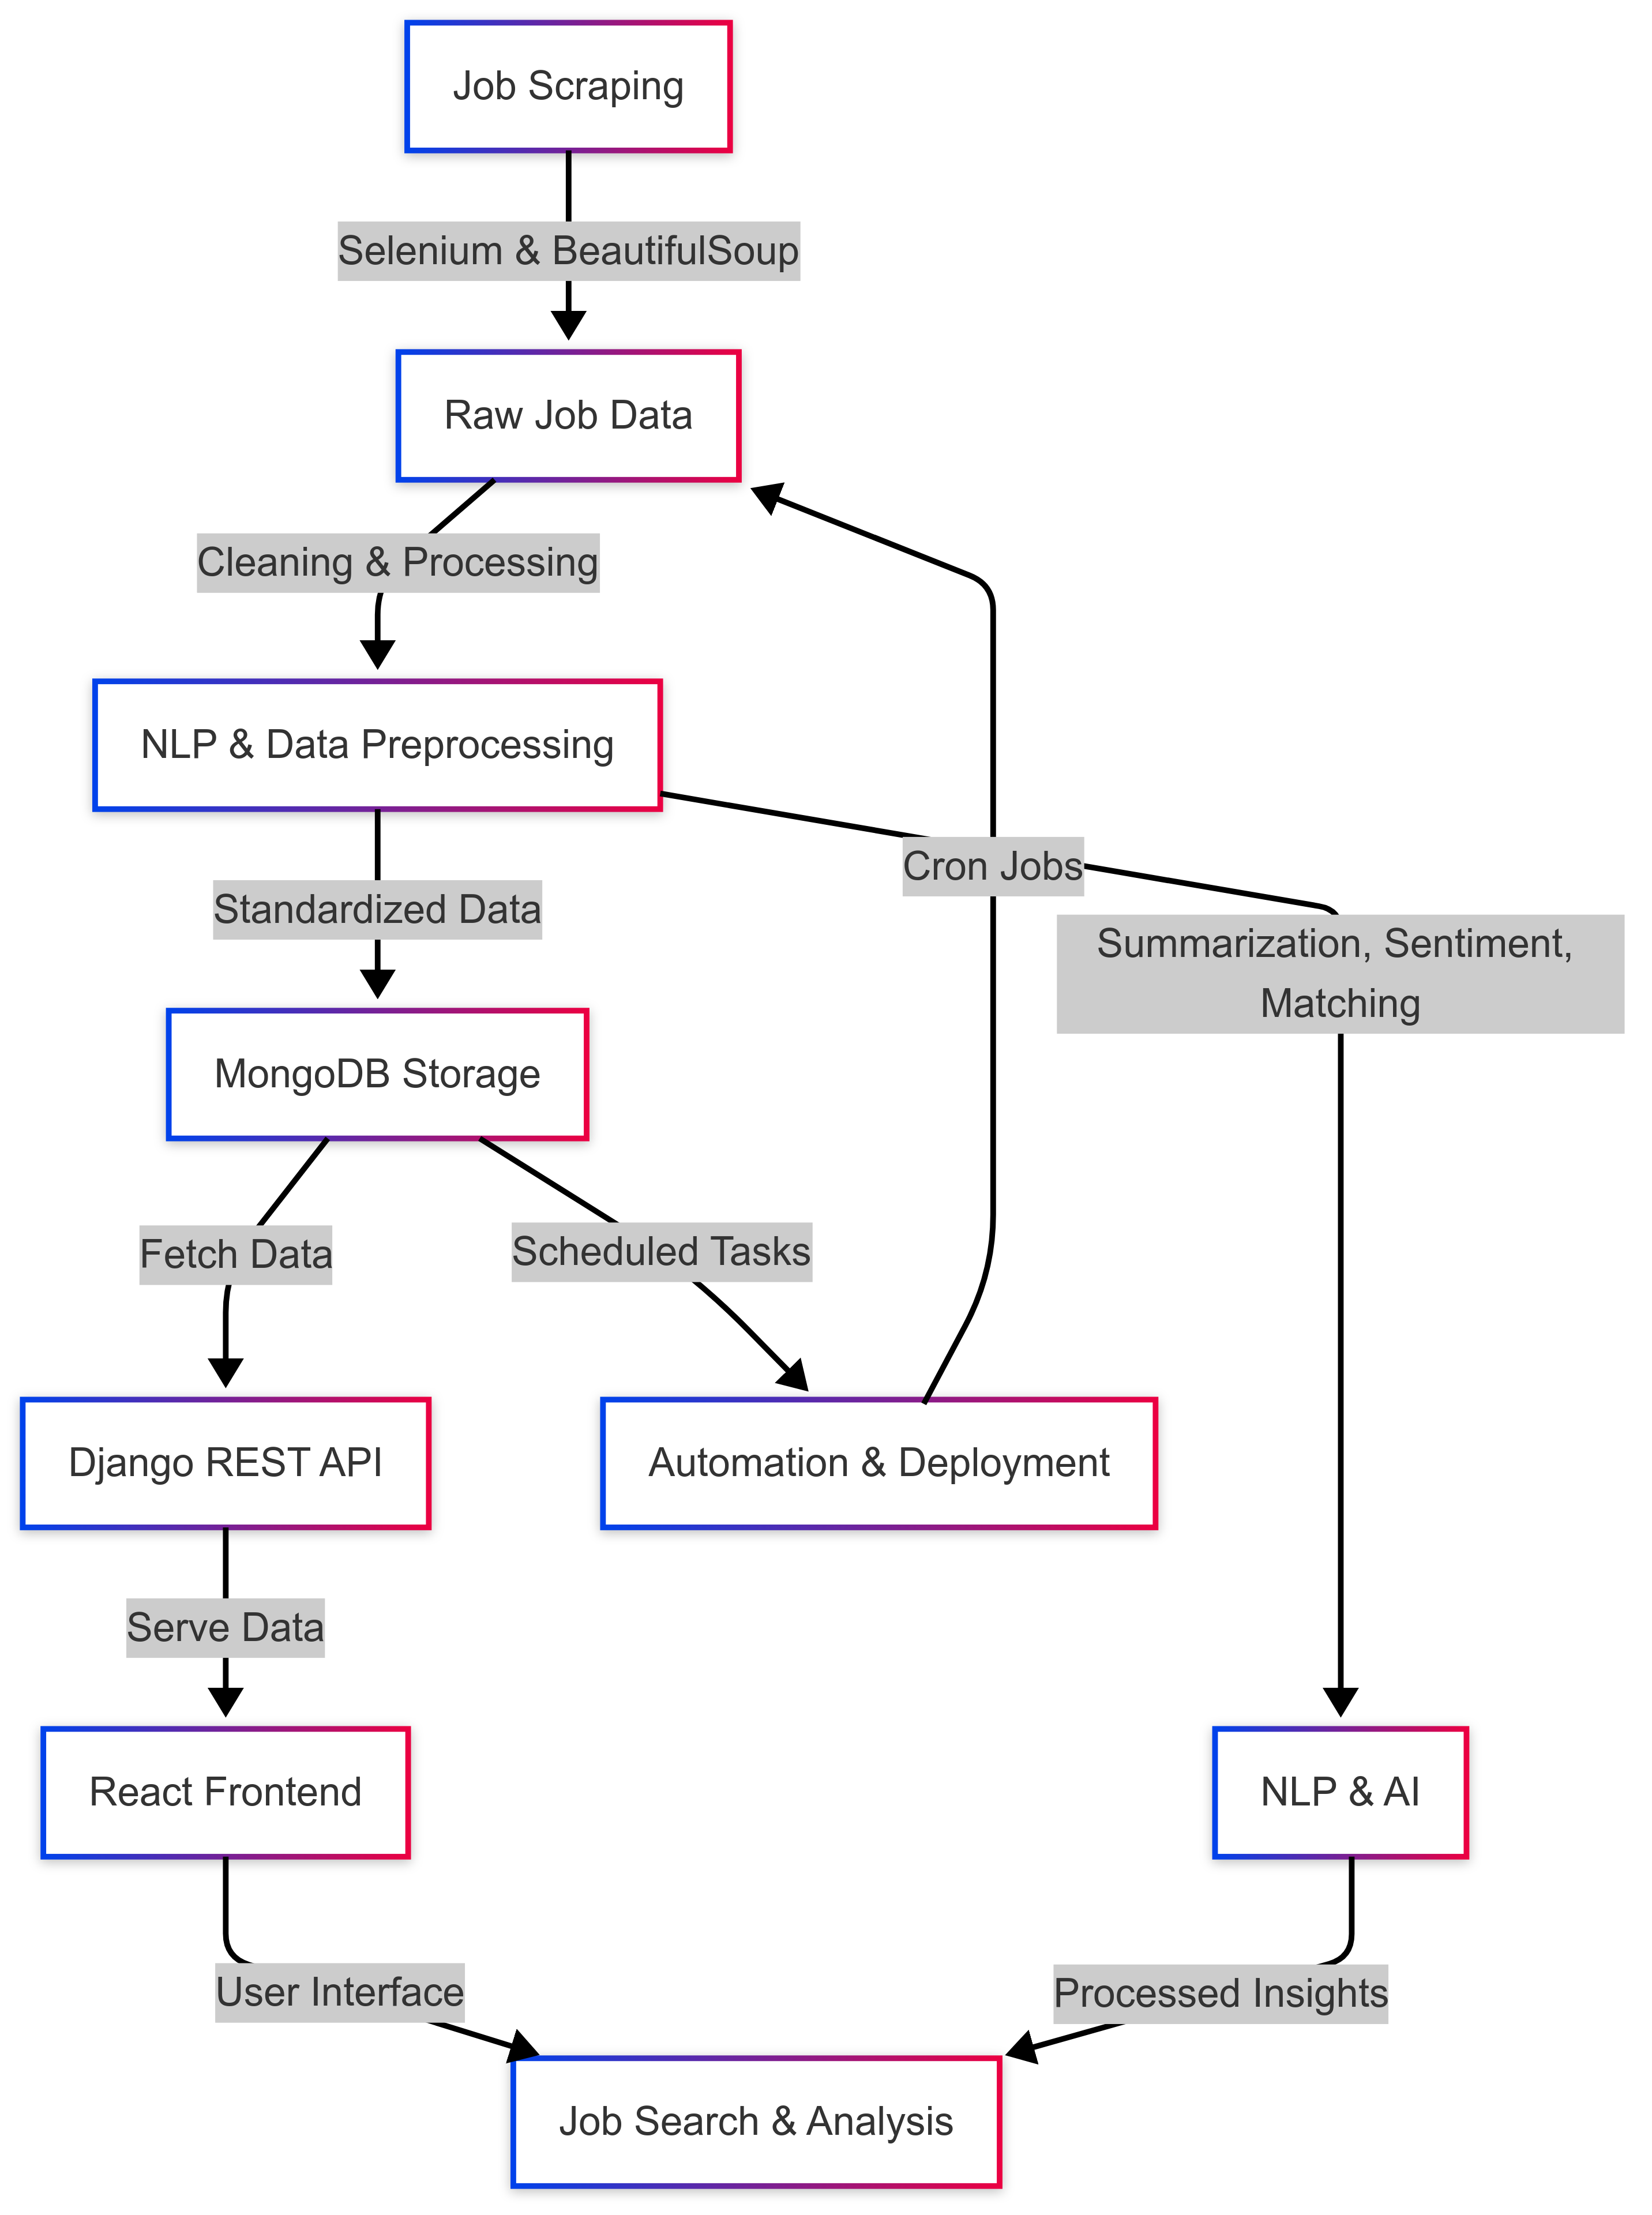 Job Scraping
Selenium & BeautifulSoup
Raw Job Data
Cleaning & Processing
NLP & Data Preprocessing
Cron Jobs
Standardized Data
Summarization, Sentiment,
Matching
MongoDB Storage
Fetch Data
Scheduled Tasks
Django REST API
Automation & Deployment
Serve Data
React Frontend
NLP & AI
User Interface
Processed Insights
Job Search & Analysis